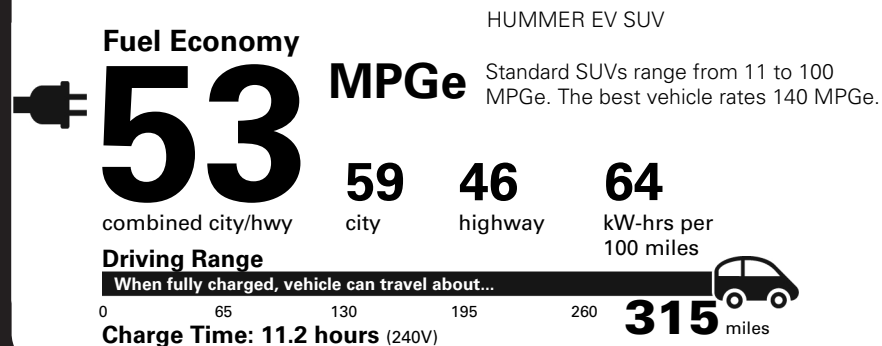 HUMMER EV SUV
Fuel Economy
53
MPGe
Standard SUVs range from 11 to 100
MPGe. The best vehicle rates 140 MPGe.
59 46 64
combined city/hwy city highway kW-hrs per
100 miles
Driving Range
When fully charged, vehicle can travel about...
0 65 130 195 260 315 miles
Charge Time: 11.2 hours (240V)